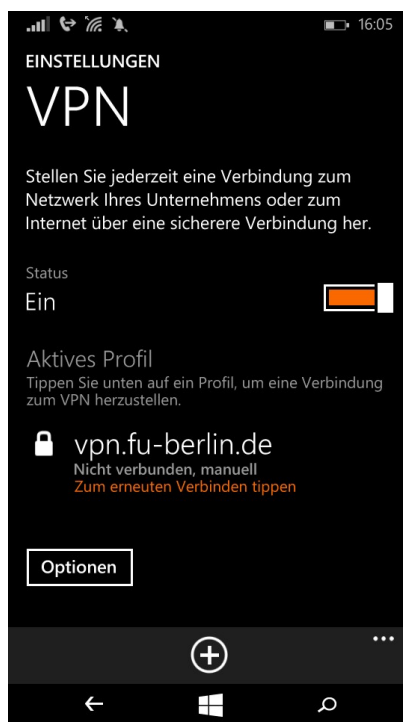 16:05
EINSTELLUNGEN
VPN
Stellen Sie jederzeit eine Verbindung zum
Netzwerk Ihres Unternehmens oder zum
Internet über eine sicherere Verbindung her.
Status
Ein
Aktives Profil
Tippen Sie unten auf ein Profil, um eine Verbindung
zum VPN herzustellen.
vpn.fu-berlin.de
Nicht verbunden, manuell
Zum erneuten Verbinden tippen
Optionen